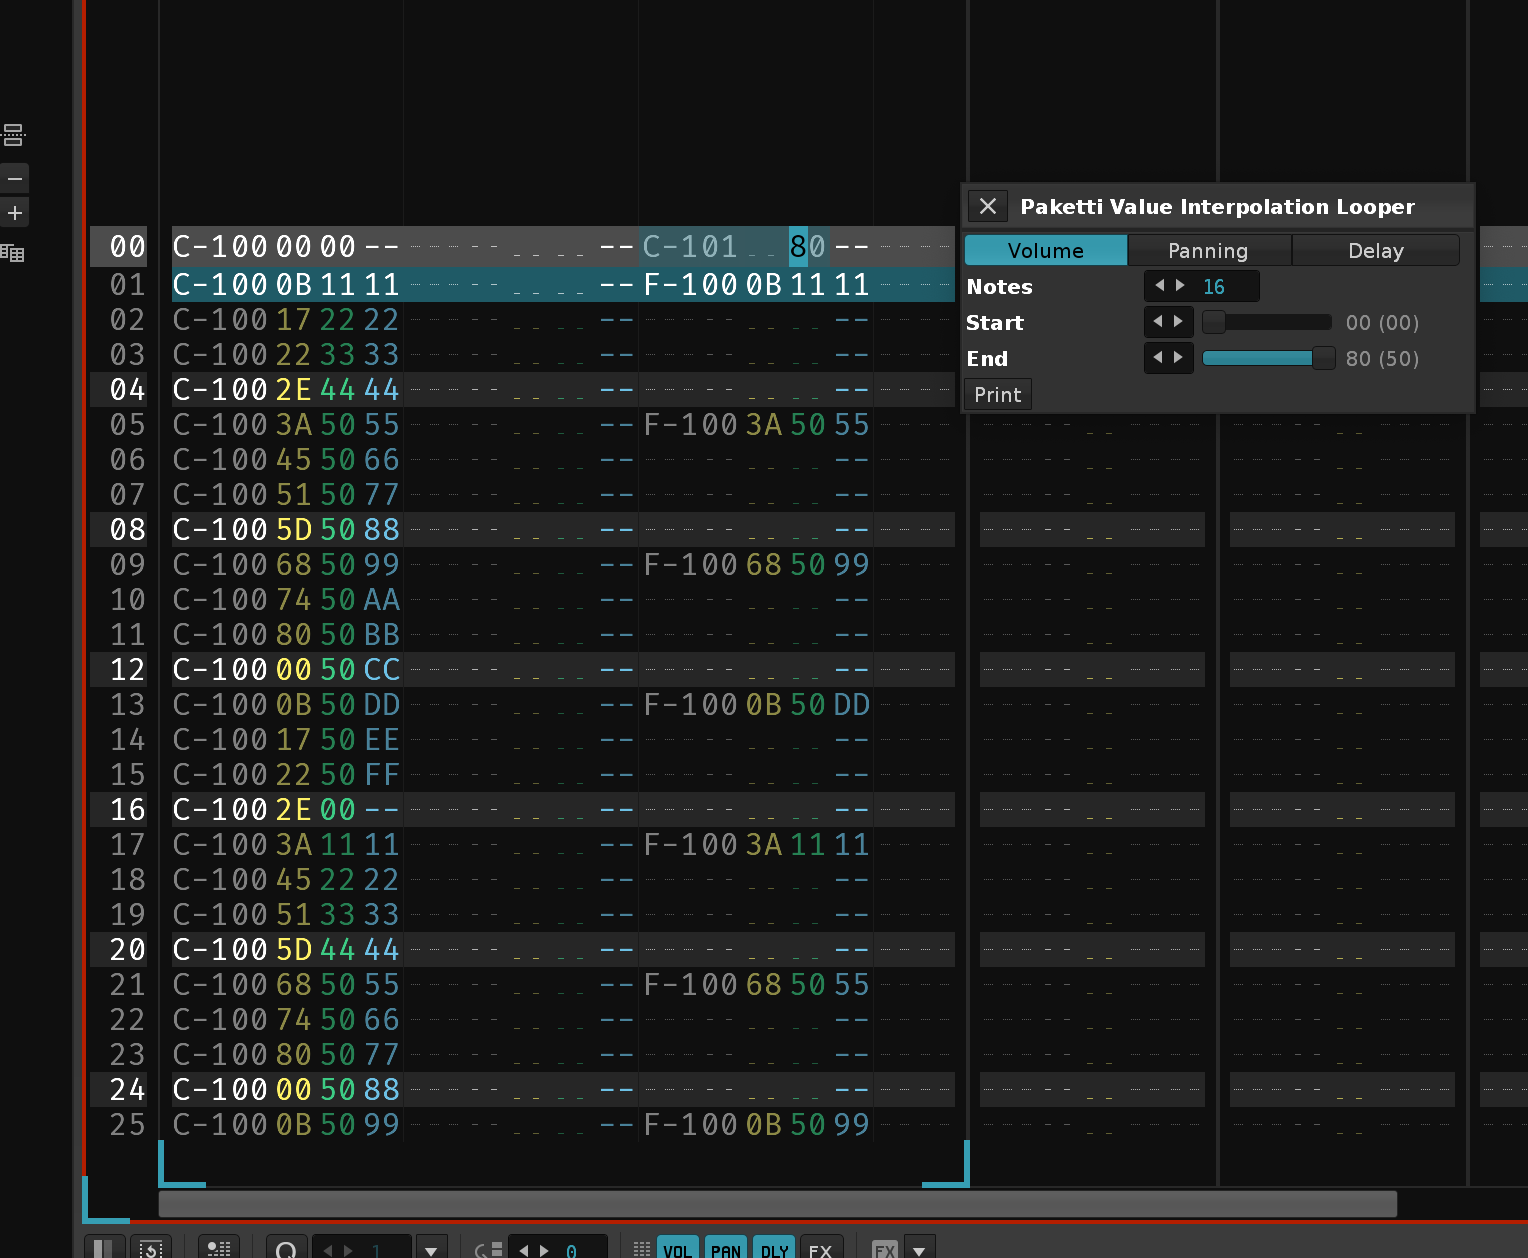 Paketti Value Interpolation Looper
Volume Panning Delay
Notes 16
Start 00 (00)
End 80 (50)
Print
00 C-100 00 00 -- -- C-101 80 --
01 C-100 0B 11 11 -- F-100 0B 11 11
02 C-100 17 22 22 -- --
03 C-100 22 33 33 -- --
04 C-100 2E 44 44 -- --
05 C-100 3A 50 55 -- F-100 3A 50 55
06 C-100 45 50 66 -- --
07 C-100 51 50 77 -- --
08 C-100 5D 50 88 -- --
09 C-100 68 50 99 -- F-100 68 50 99
10 C-100 74 50 AA -- --
11 C-100 80 50 BB -- --
12 C-100 00 50 CC -- --
13 C-100 0B 50 DD -- F-100 0B 50 DD
14 C-100 17 50 EE -- --
15 C-100 22 50 FF -- --
16 C-100 2E 00 -- -- --
17 C-100 3A 11 11 -- F-100 3A 11 11
18 C-100 45 22 22 -- --
19 C-100 51 33 33 -- --
20 C-100 5D 44 44 -- --
21 C-100 68 50 55 -- F-100 68 50 55
22 C-100 74 50 66 -- --
23 C-100 80 50 77 -- --
24 C-100 00 50 88 -- --
25 C-100 0B 50 99 -- F-100 0B 50 99
1 0 VOL PAN DLY FX FX